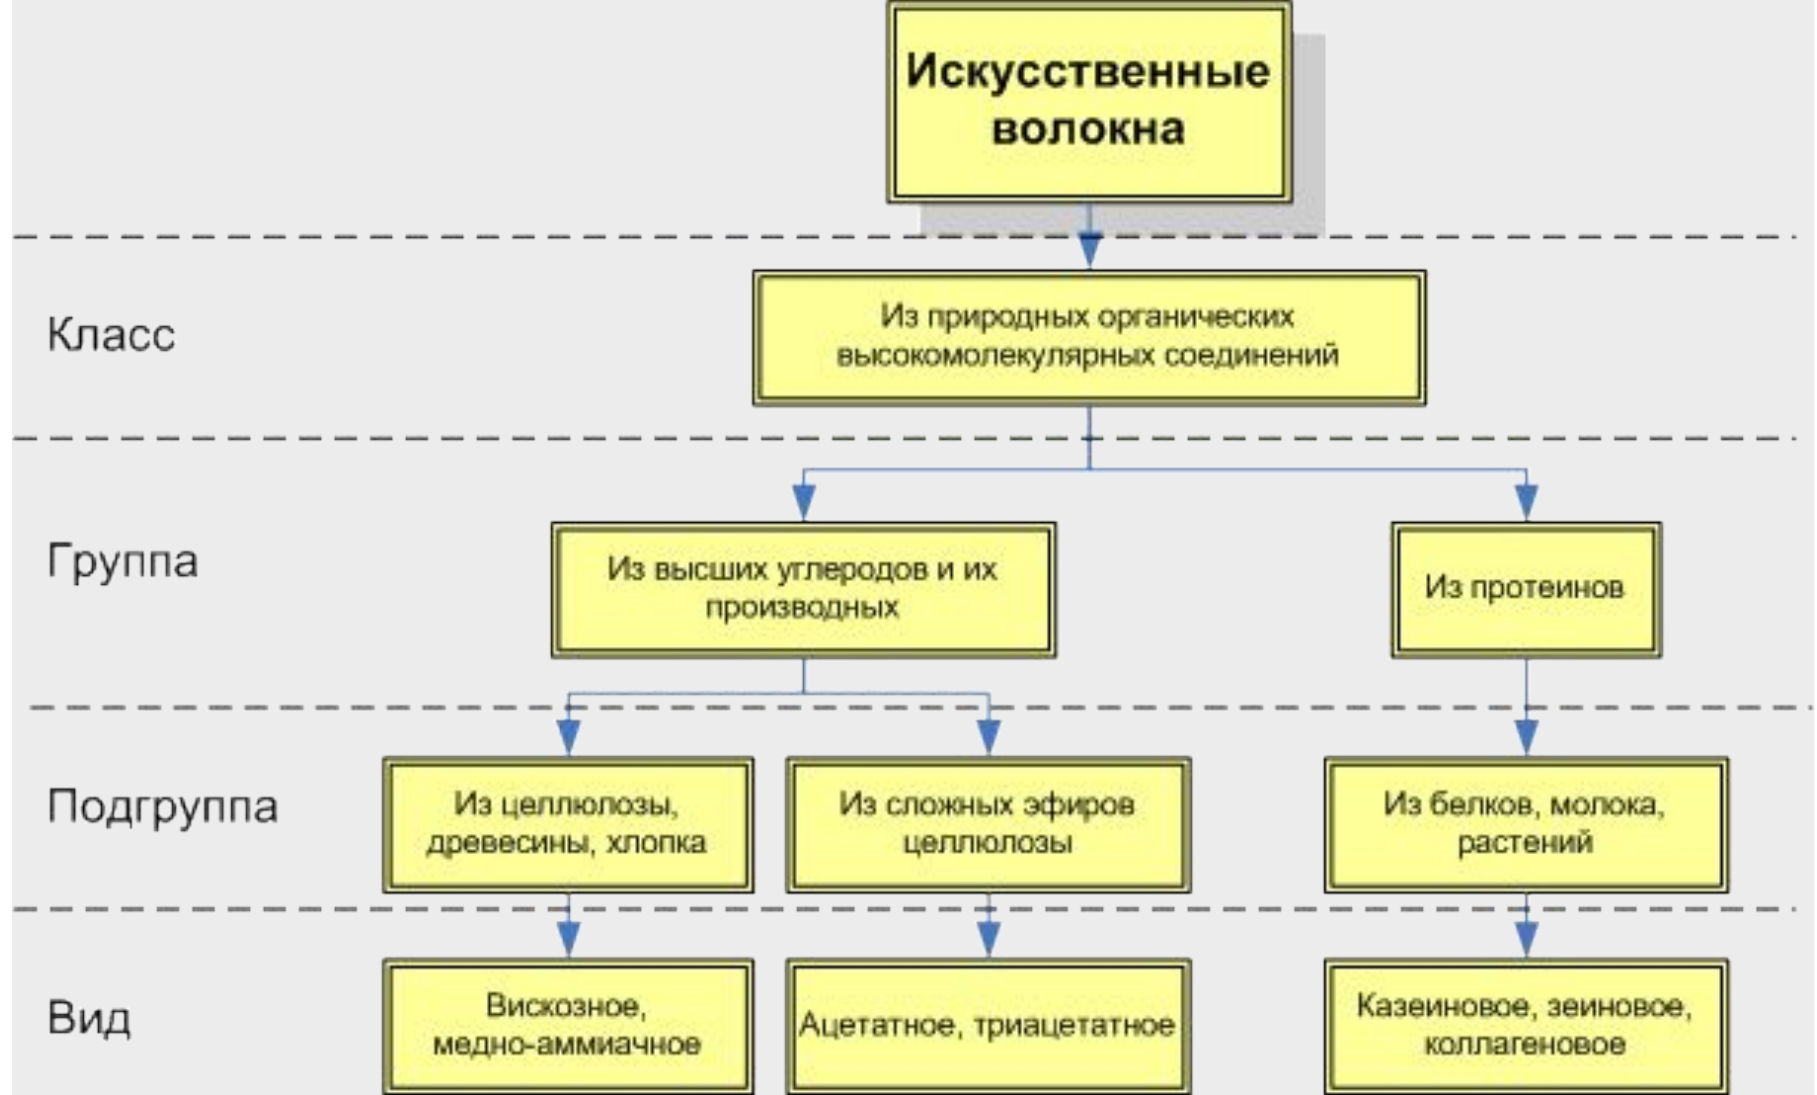 Искусственные
волокна
Класс
Из природных органических
высокомолекулярных соединений
Группа
Из высших углеродов и их
производных
Из протеинов
Подгруппа
Из целлюлозы,
древесины, хлопка
Из сложных эфиров
целлюлозы
Из белков, молока,
растений
Вид
Вискозное,
медно-аммиачное
Ацетатное, триацетатное
Казеиновое, зеиновое,
коллагеновое